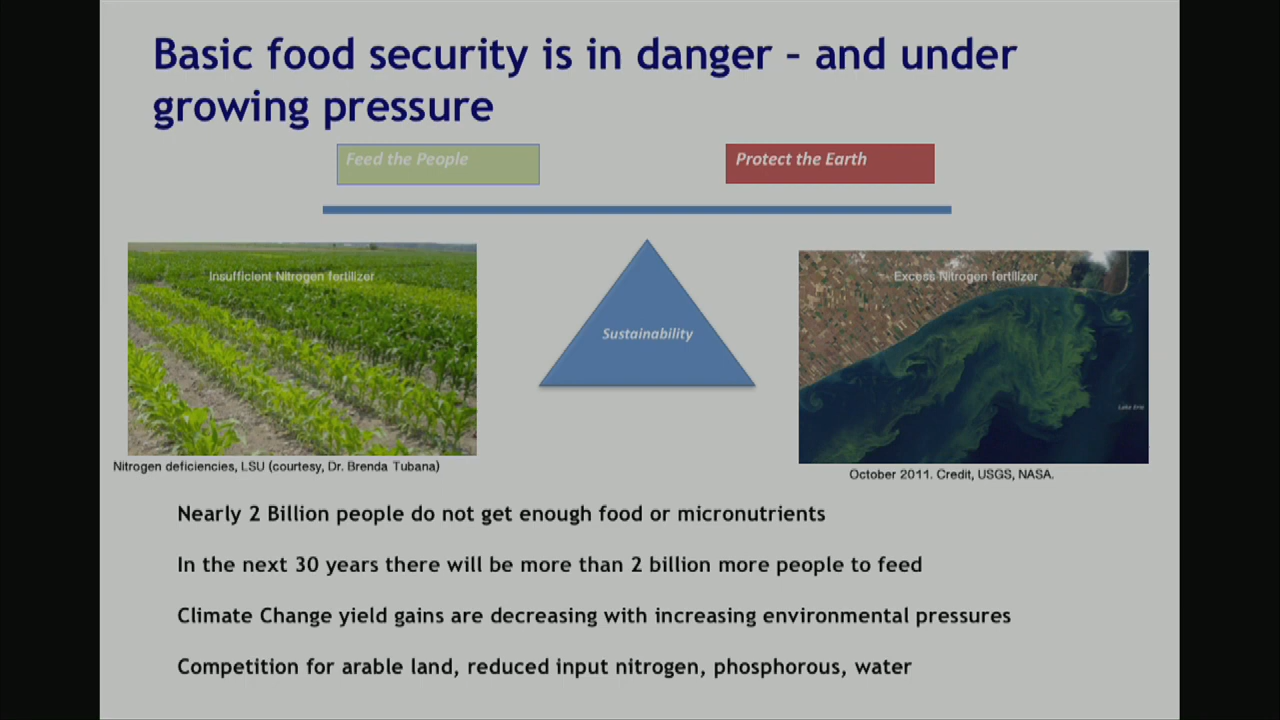 Basic food security is in danger – and under
growing pressure
Feed the People
Protect the Earth
Insufficient Nitrogen fertilizer
Excess Nitrogen fertilizer
Sustainability
Lake Erie
Nitrogen deficiencies, LSU (courtesy, Dr. Brenda Tubana)
October 2011. Credit, USGS, NASA.
Nearly 2 Billion people do not get enough food or micronutrients
In the next 30 years there will be more than 2 billion more people to feed
Climate Change yield gains are decreasing with increasing environmental pressures
Competition for arable land, reduced input nitrogen, phosphorous, water